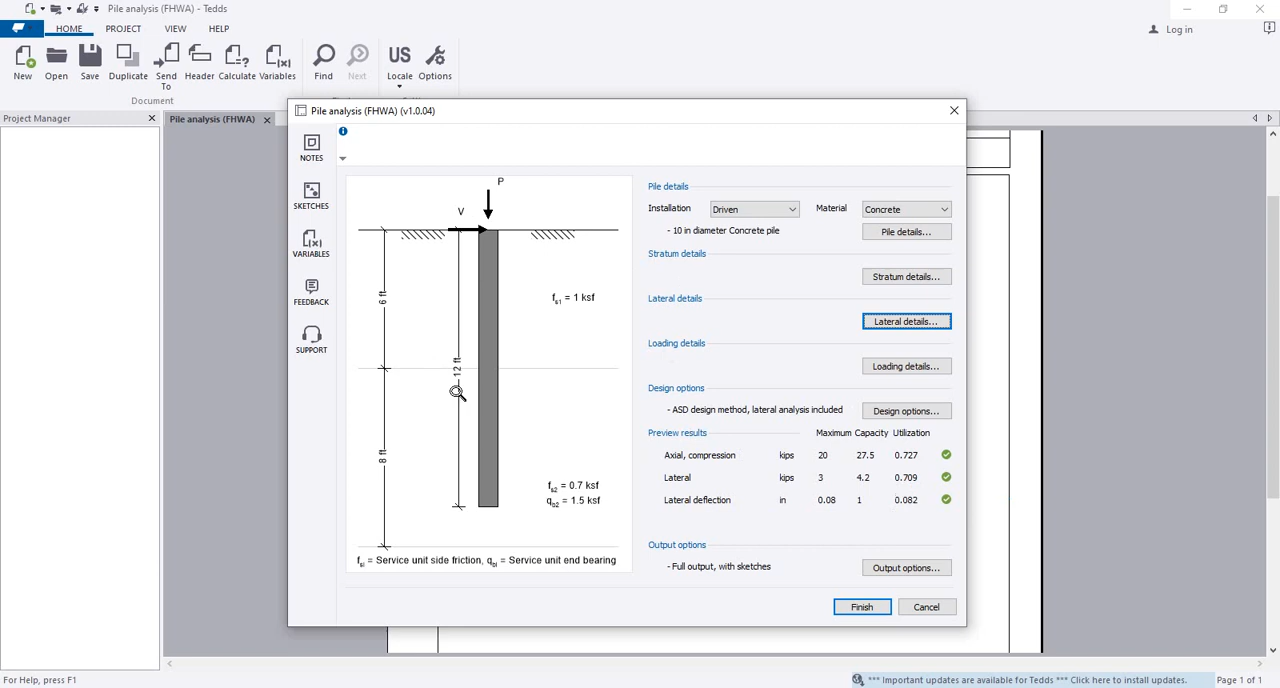 Pile analysis (FHWA) - Tedds
HOME PROJECT VIEW HELP
Log in
New Open Save Duplicate Send To Header Calculate Variables Find Next Locale Options
US
Document
Project Manager
Pile analysis (FHWA)
Pile analysis (FHWA) (v1.0.04)
NOTES
SKETCHES
VARIABLES
FEEDBACK
SUPPORT
P
V
6 ft
12 ft
8 ft
fs1 = 1 ksf
fs2 = 0.7 ksf
qb2 = 1.5 ksf
fsi = Service unit side friction, qbi = Service unit end bearing
Pile details
Installation Driven Material Concrete
- 10 in diameter Concrete pile Pile details...
Stratum details
Stratum details...
Lateral details
Lateral details...
Loading details
Loading details...
Design options
- ASD design method, lateral analysis included Design options...
Preview results Maximum Capacity Utilization
Axial, compression kips 20 27.5 0.727
Lateral kips 3 4.2 0.709
Lateral deflection in 0.08 1 0.082
Output options
- Full output, with sketches Output options...
Finish Cancel
For Help, press F1
*** Important updates are available for Tedds *** Click here to install updates.
Page 1 of 1